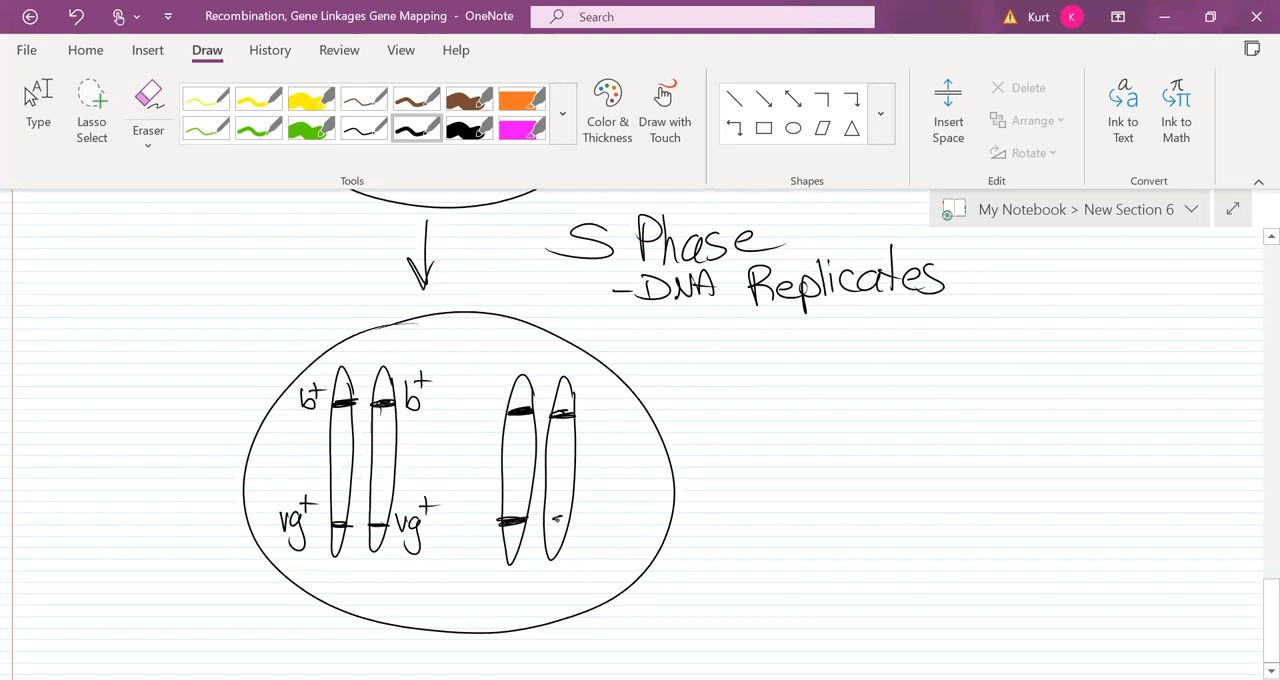 Recombination, Gene Linkages Gene Mapping - OneNote
Search
Kurt
K
File Home Insert Draw History Review View Help
Type
Lasso Select
Eraser
Color & Thickness
Draw with Touch
Insert Space
Delete
Arrange
Rotate
Ink to Text
Ink to Math
Tools
Shapes
Edit
Convert
My Notebook > New Section 6
S Phase
- DNA Replicates
b+ b+
vg+ vg+